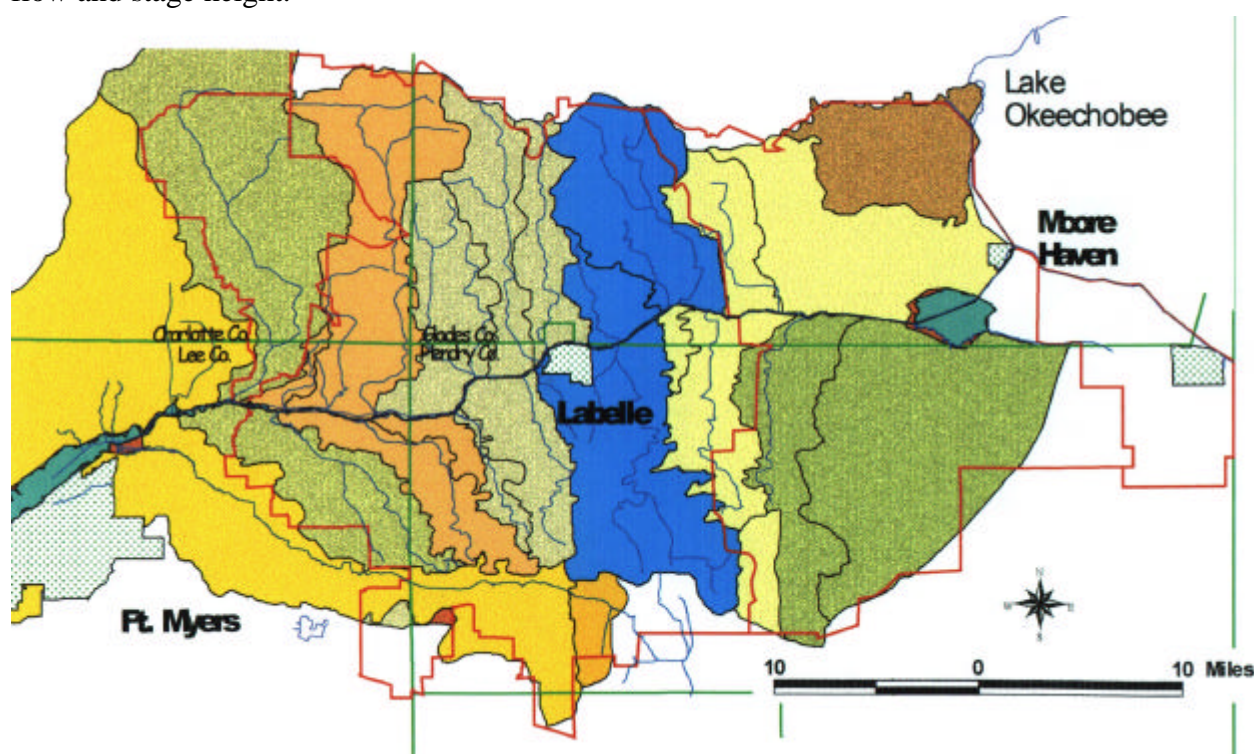 flow and stage height.
Lake
Okeechobee
Moore
Haven
Charlotte Co.
Lee Co.
Glades Co.
Hendry Co.
Labelle
Ft. Myers
N
W
E
S
10 0 10 Miles